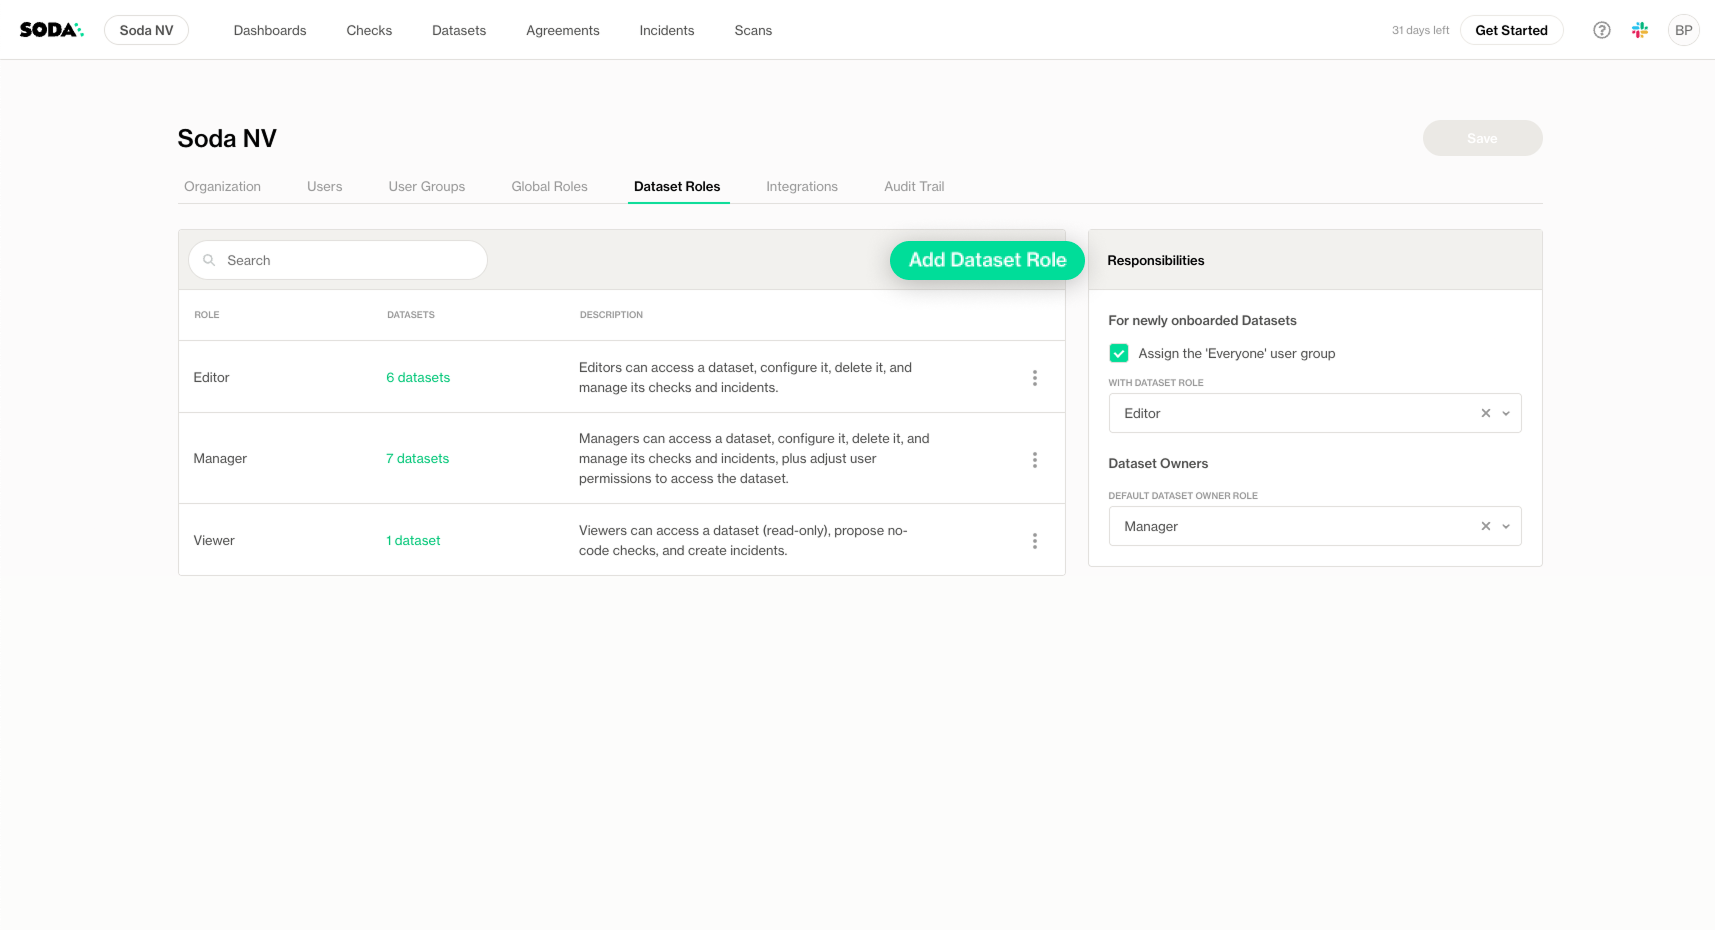 SODA
Soda NV
Dashboards
Checks
Datasets
Agreements
Incidents
Scans
31 days left
Get Started
BP
Soda NV
Save
Organization
Users
User Groups
Global Roles
Dataset Roles
Integrations
Audit Trail
Search
Add Dataset Role
ROLE
DATASETS
DESCRIPTION
Editor
6 datasets
Editors can access a dataset, configure it, delete it, and
manage its checks and incidents.
Manager
7 datasets
Managers can access a dataset, configure it, delete it, and
manage its checks and incidents, plus adjust user
permissions to access the dataset.
Viewer
1 dataset
Viewers can access a dataset (read-only), propose no-
code checks, and create incidents.
Responsibilities
For newly onboarded Datasets
Assign the 'Everyone' user group
WITH DATASET ROLE
Editor
Dataset Owners
DEFAULT DATASET OWNER ROLE
Manager